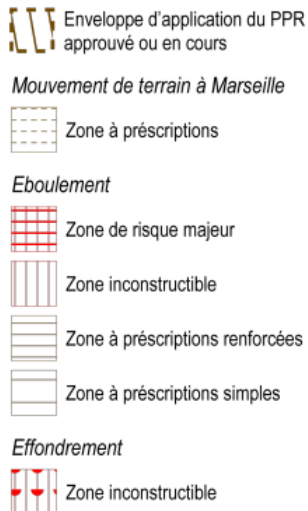 Enveloppe d'application du PPR
approuvé ou en cours
Mouvement de terrain à Marseille
Zone à préscriptions
Eboulement
Zone de risque majeur
Zone inconstructible
Zone à préscriptions renforcées
Zone à préscriptions simples
Effondrement
Zone inconstructible